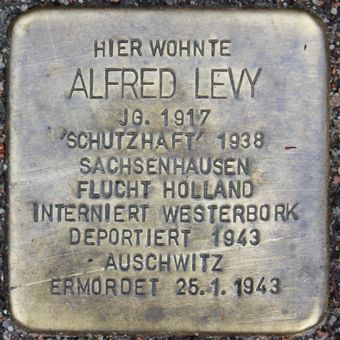 HIER WOHNTE
ALFRED LEVY
JG. 1917
'SCHUTZHAFT' 1938
SACHSENHAUSEN
FLUCHT HOLLAND
INTERNIERT WESTERBORK
DEPORTIERT 1943
AUSCHWITZ
ERMORDET 25.1.1943